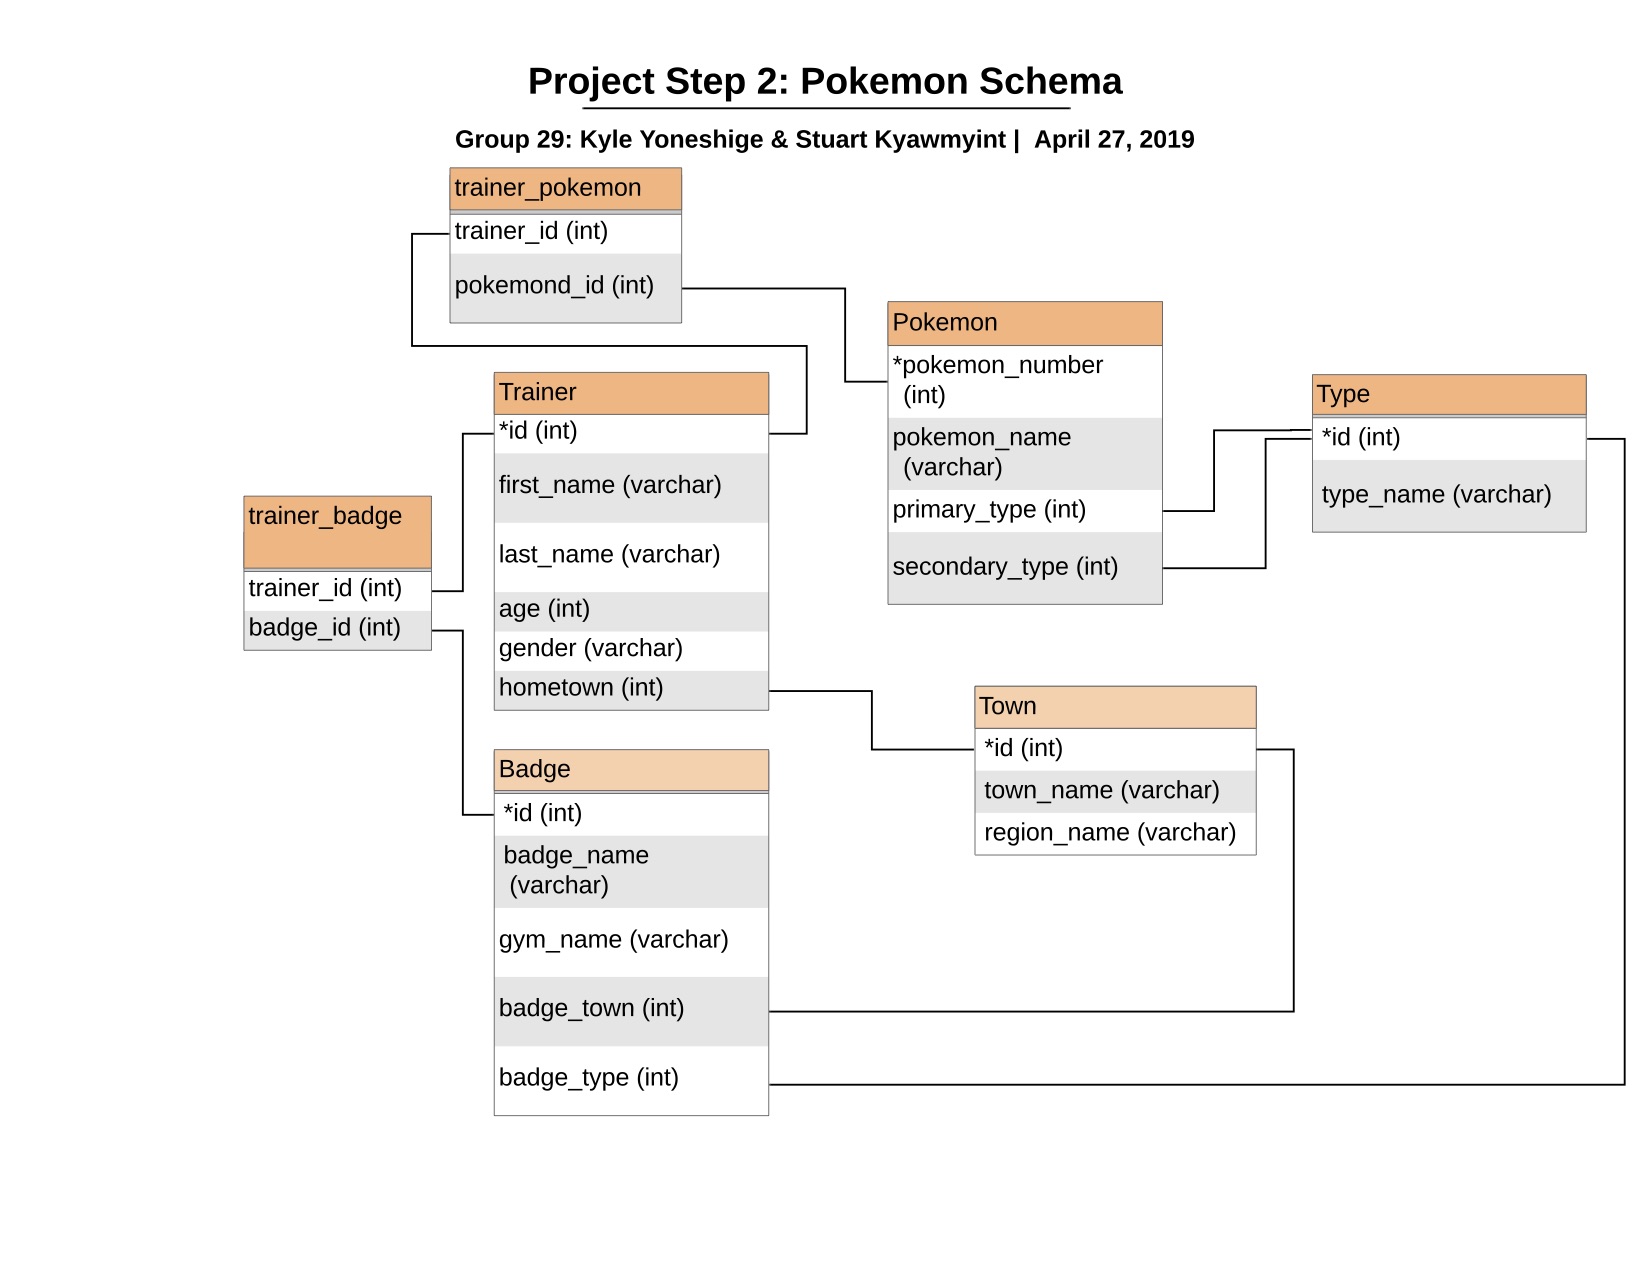 Project Step 2: Pokemon Schema
Group 29: Kyle Yoneshige & Stuart Kyawmyint | April 27, 2019
trainer_pokemon
trainer_id (int)
pokemond_id (int)
Pokemon
*pokemon_number
(int)
pokemon_name
(varchar)
primary_type (int)
secondary_type (int)
Type
*id (int)
type_name (varchar)
Trainer
*id (int)
first_name (varchar)
last_name (varchar)
age (int)
gender (varchar)
hometown (int)
trainer_badge
trainer_id (int)
badge_id (int)
Town
*id (int)
town_name (varchar)
region_name (varchar)
Badge
*id (int)
badge_name
(varchar)
gym_name (varchar)
badge_town (int)
badge_type (int)